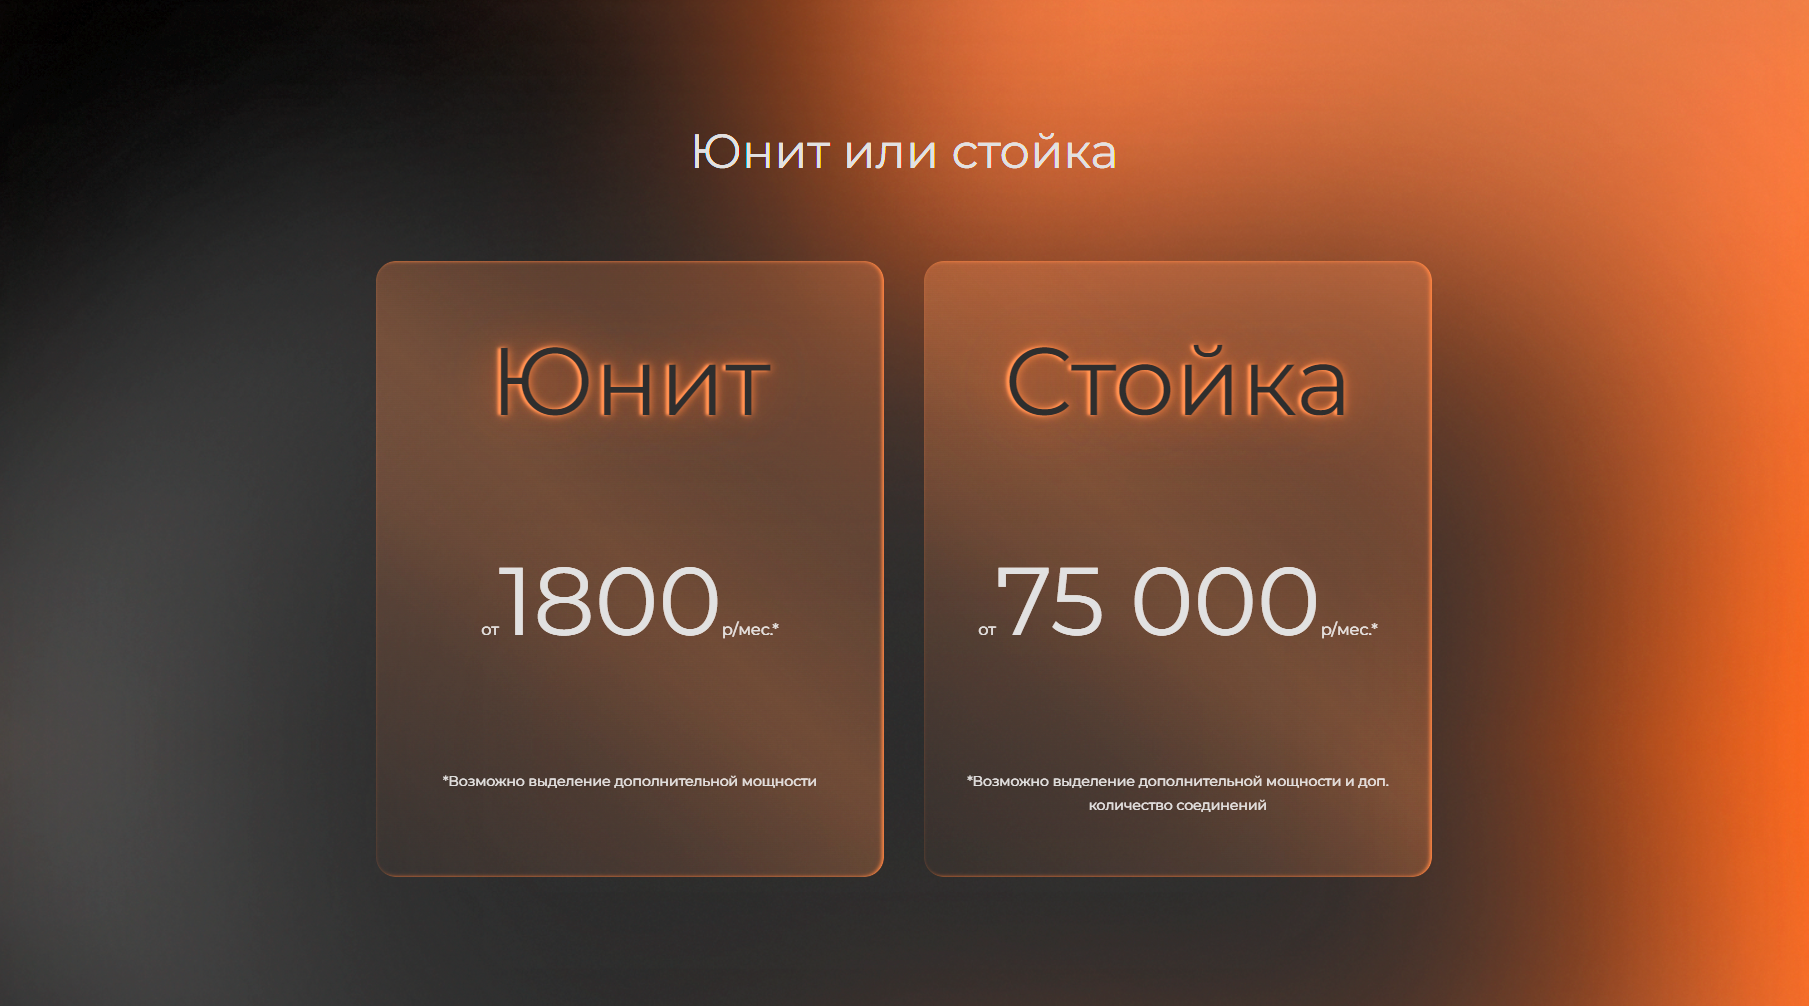 Юнит или стойка
Юнит
от 1800 р/мес.*
*Возможно выделение дополнительной мощности
Стойка
от 75 000 р/мес.*
*Возможно выделение дополнительной мощности и доп.
количество соединений